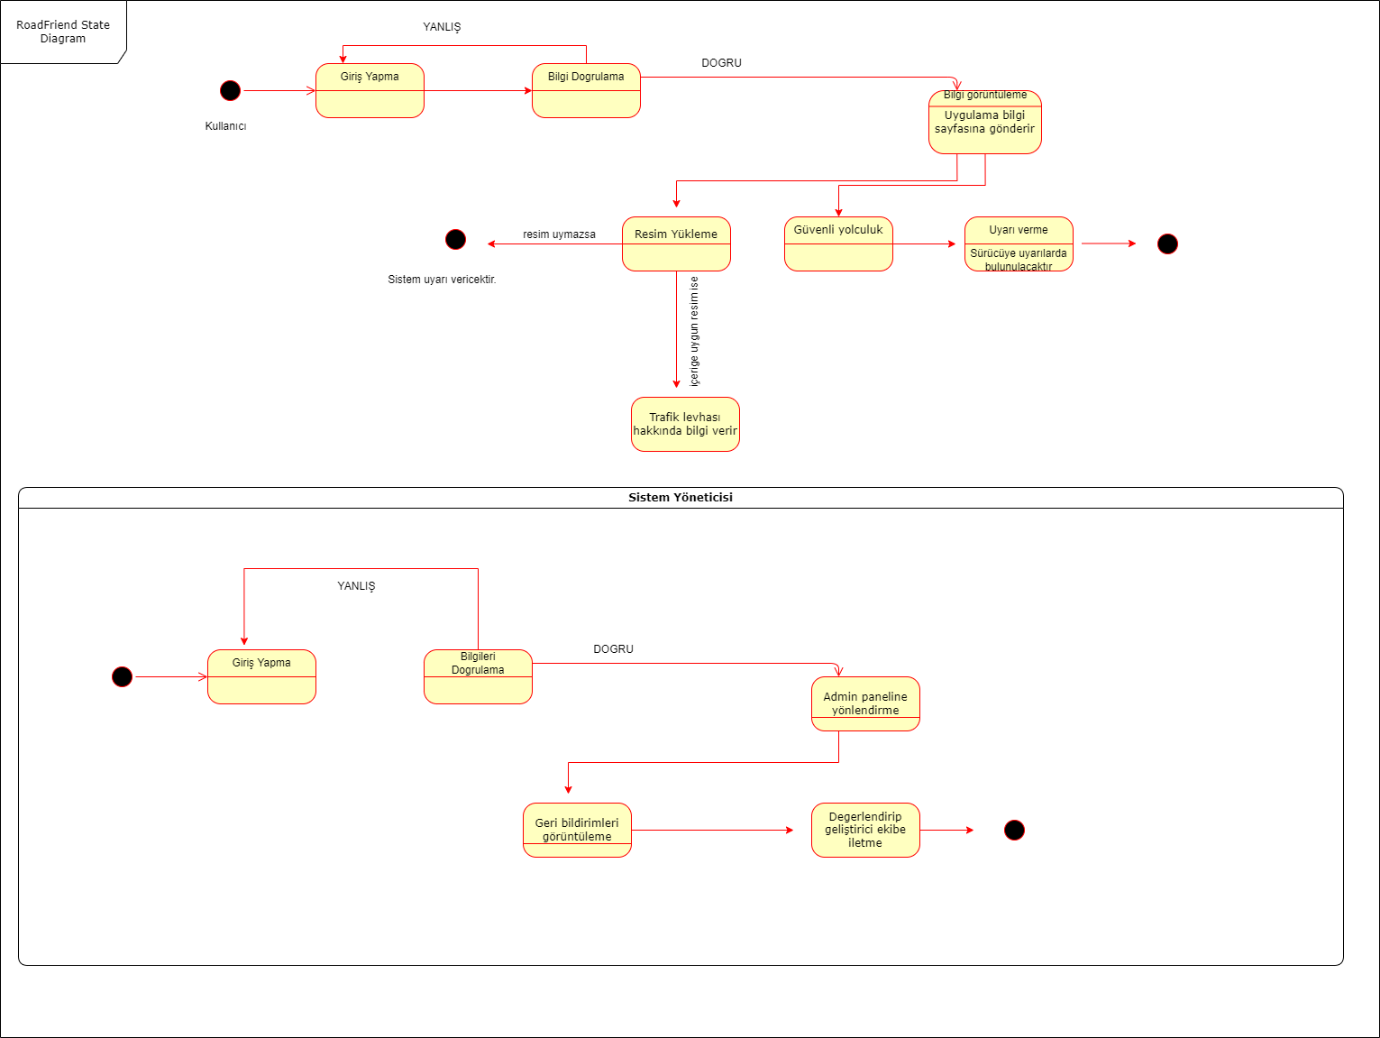 RoadFriend State
Diagram
YANLIŞ
DOGRU
Giriş Yapma
Bilgi Dogrulama
Kullanıcı
Bilgi görüntüleme
Uygulama bilgi
sayfasına gönderir
resim uymazsa
Resim Yükleme
Güvenli yolculuk
Uyarı verme
Sürücüye uyarılarda
bulunulacaktır
Sistem uyarı vericektir.
içerige uygun resim ise
Trafik levhası
hakkında bilgi verir
Sistem Yöneticisi
YANLIŞ
DOGRU
Giriş Yapma
Bilgileri
Dogrulama
Admin paneline
yönlendirme
Geri bildirimleri
görüntüleme
Degerlendirip
geliştirici ekibe
iletme